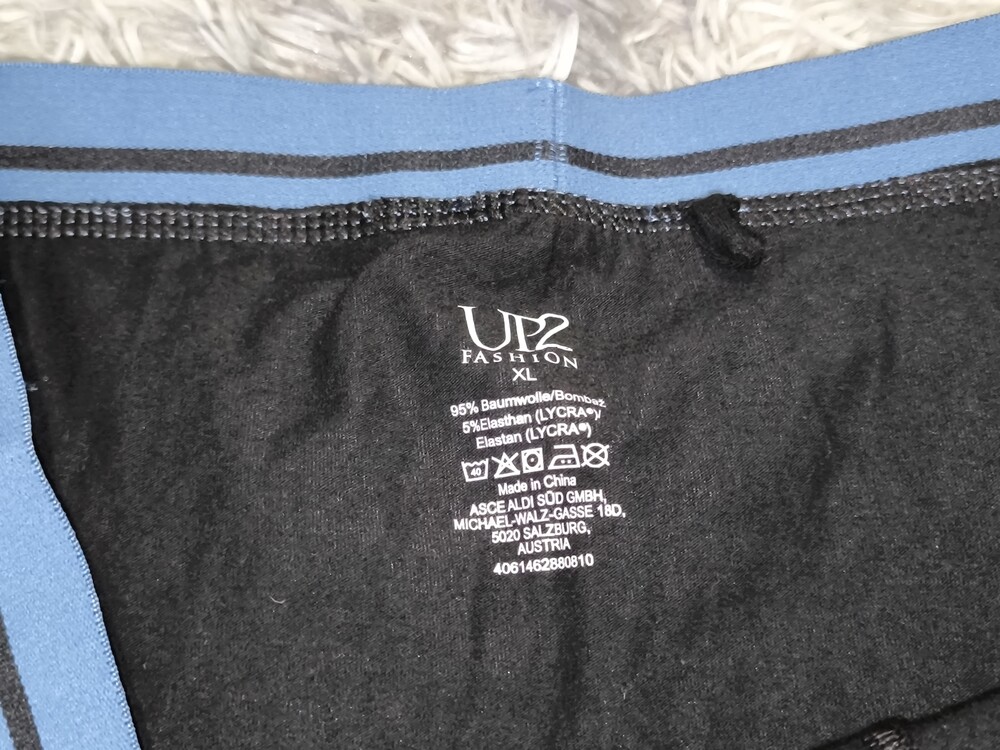 UP2
FASHION
XL
95% Baumwolle/Bombaž
5%Elasthan (LYCRA®)/
Elastan (LYCRA®)
40
Made in China
ASCE ALDI SÜD GMBH,
MICHAEL-WALZ-GASSE 18D,
5020 SALZBURG,
AUSTRIA
4061462880810